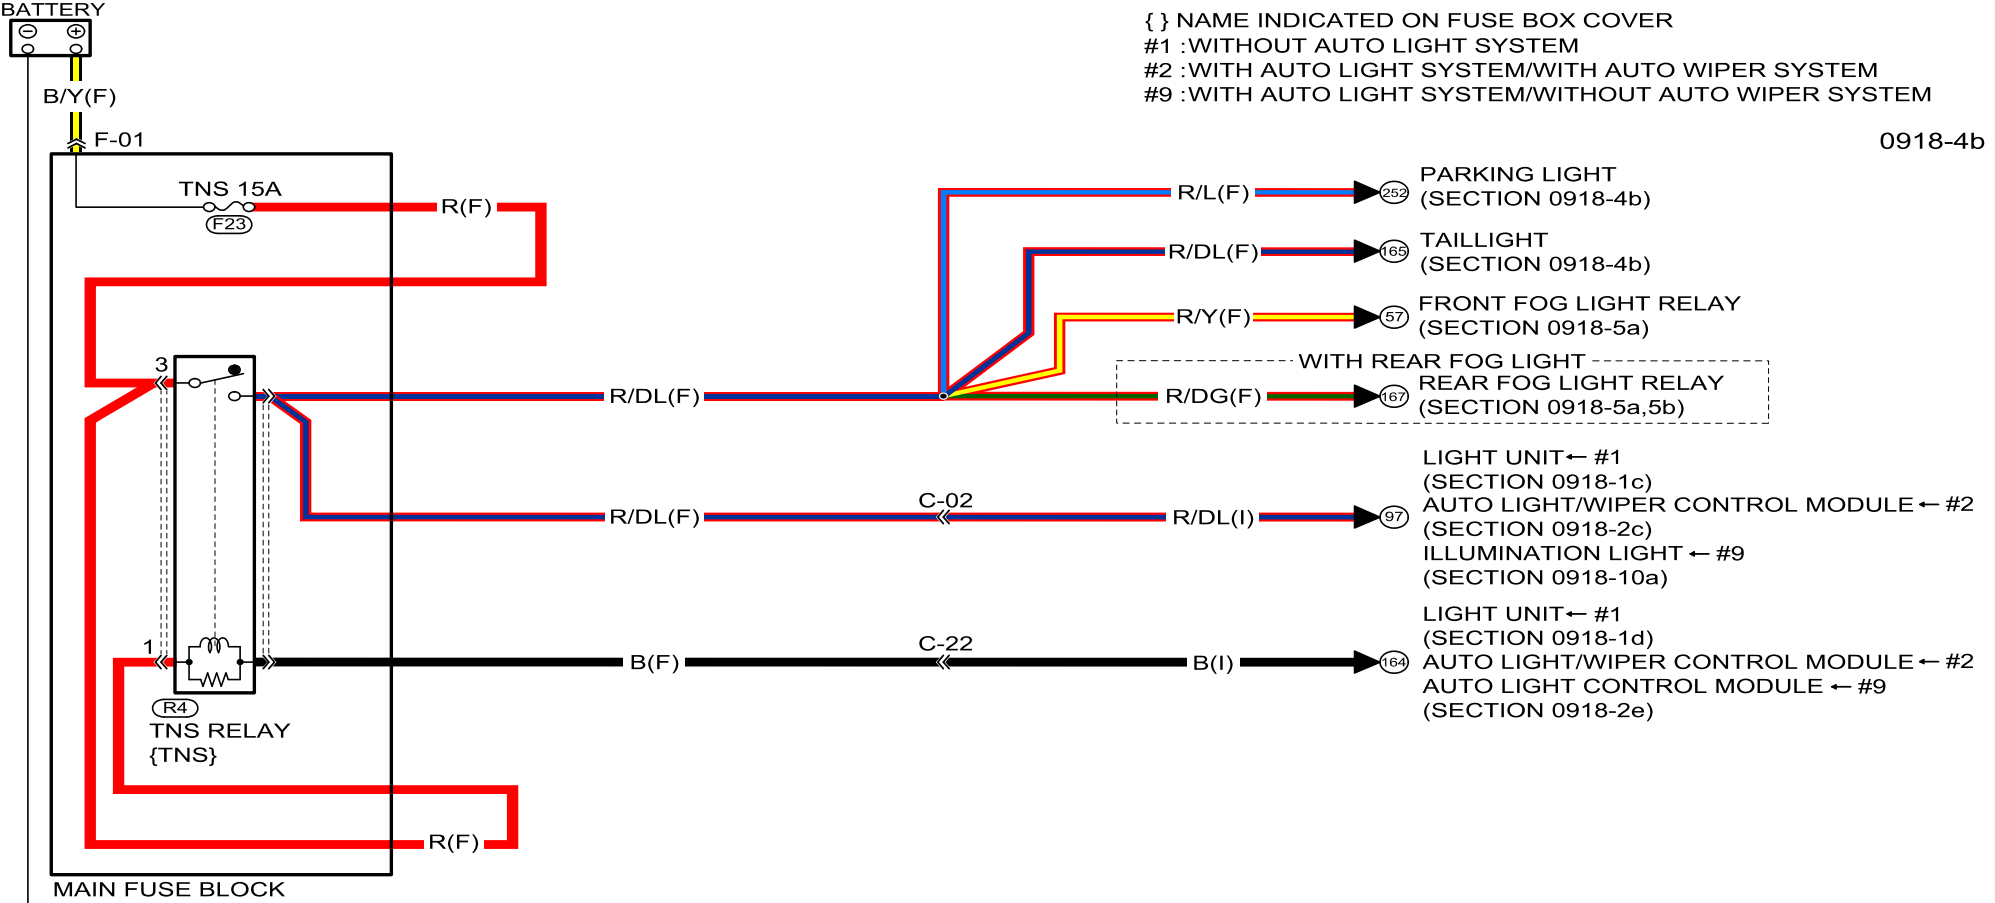 BATTERY
{ } NAME INDICATED ON FUSE BOX COVER
#1 :WITHOUT AUTO LIGHT SYSTEM
#2 :WITH AUTO LIGHT SYSTEM/WITH AUTO WIPER SYSTEM
#9 :WITH AUTO LIGHT SYSTEM/WITHOUT AUTO WIPER SYSTEM
0918-4b
B/Y(F)
F-01
TNS 15A
F23
R(F)
R/L(F)
252
PARKING LIGHT
(SECTION 0918-4b)
R/DL(F)
165
TAILLIGHT
(SECTION 0918-4b)
R/Y(F)
57
FRONT FOG LIGHT RELAY
(SECTION 0918-5a)
WITH REAR FOG LIGHT
3
R/DL(F)
R/DG(F)
167
REAR FOG LIGHT RELAY
(SECTION 0918-5a,5b)
R/DL(F)
C-02
R/DL(I)
97
LIGHT UNIT← #1
(SECTION 0918-1c)
AUTO LIGHT/WIPER CONTROL MODULE← #2
(SECTION 0918-2c)
ILLUMINATION LIGHT← #9
(SECTION 0918-10a)
1
B(F)
C-22
B(I)
164
LIGHT UNIT← #1
(SECTION 0918-1d)
AUTO LIGHT/WIPER CONTROL MODULE← #2
AUTO LIGHT CONTROL MODULE← #9
(SECTION 0918-2e)
R4
TNS RELAY
{TNS}
R(F)
MAIN FUSE BLOCK